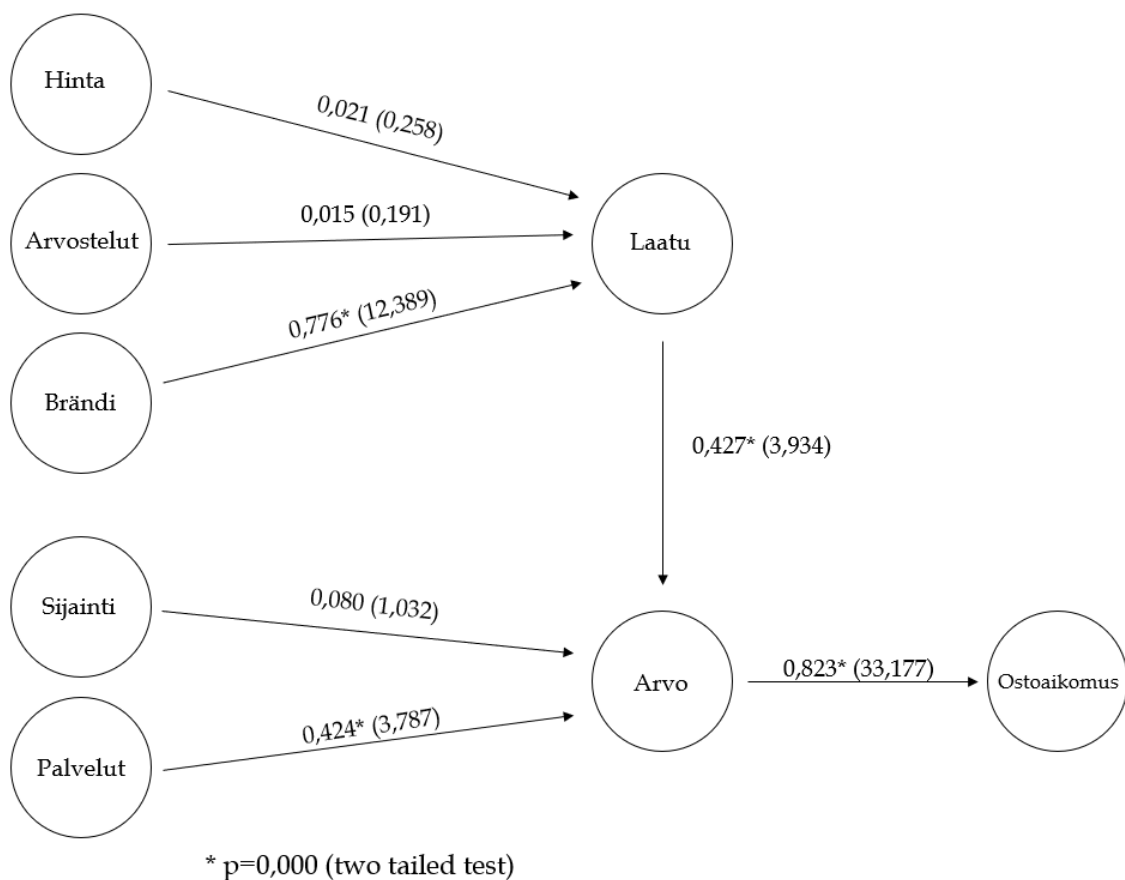 Hinta
0,021 (0,258)
Arvostelut
0,015 (0,191)
Laatu
Brändi
0,776* (12,389)
0,427* (3,934)
Sijainti
0,080 (1,032)
Palvelut
0,424* (3,787)
Arvo
0,823* (33,177)
Ostoaikomus
* p=0,000 (two tailed test)